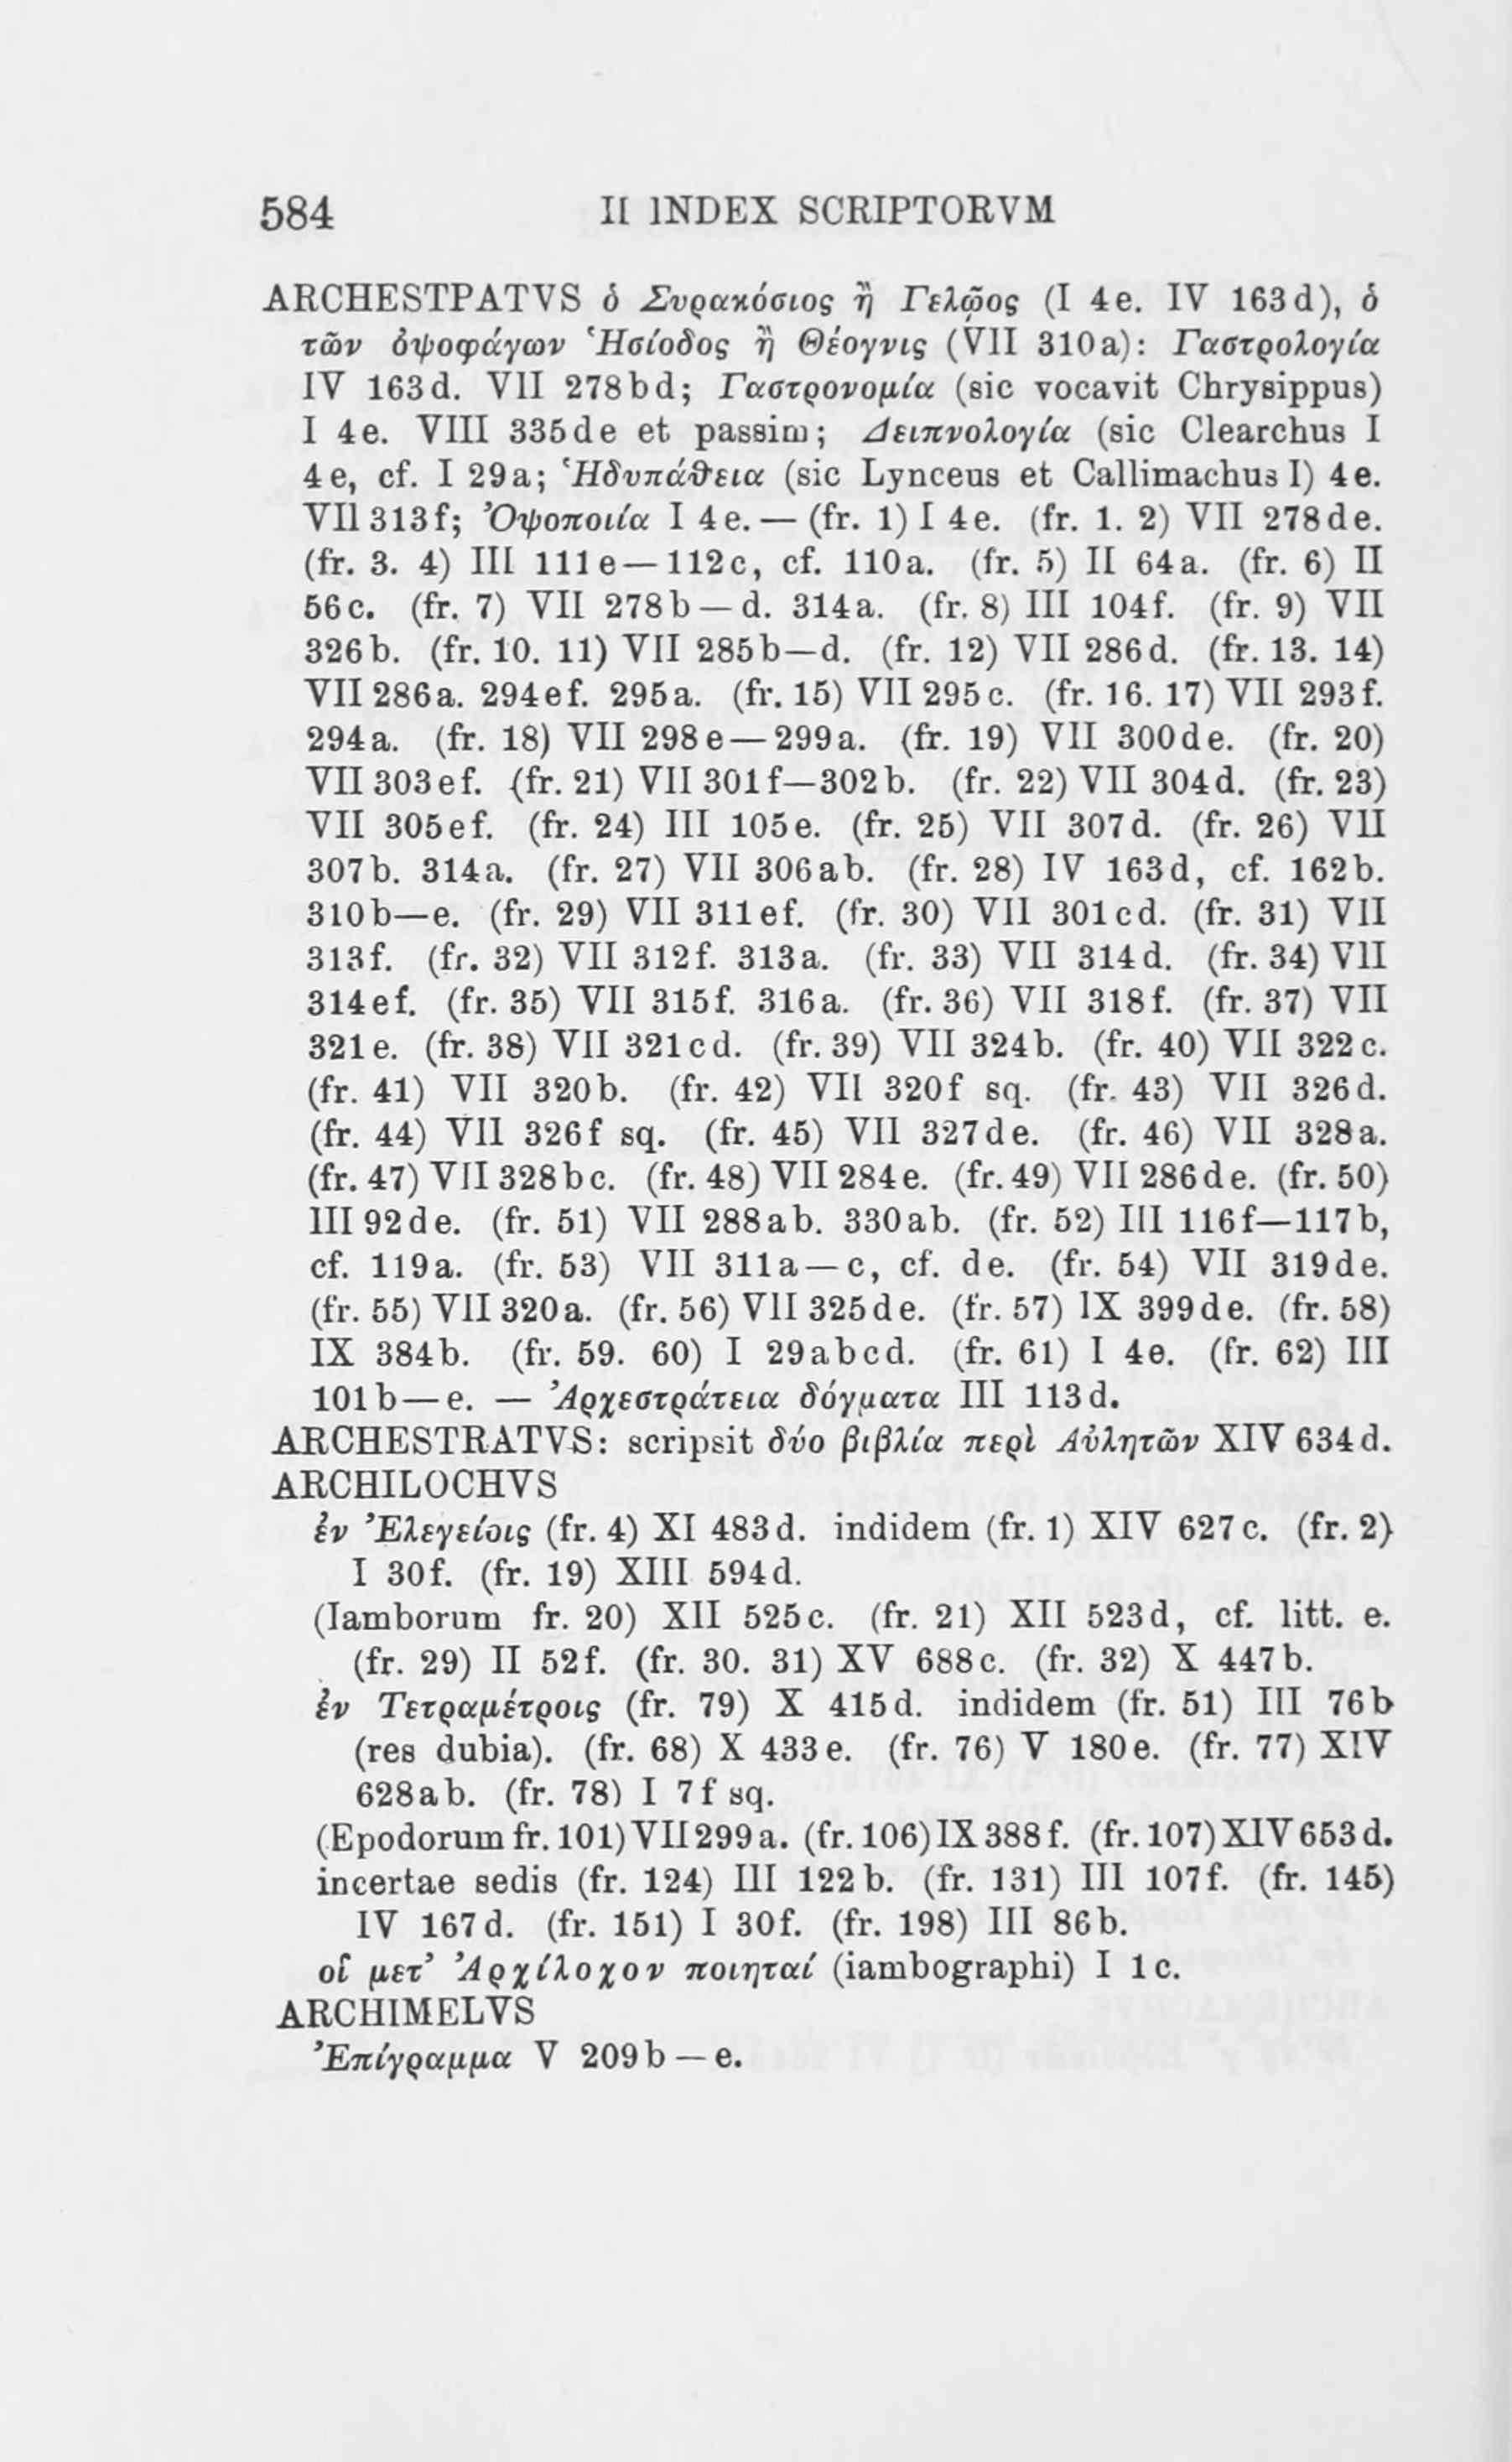 584 II INDEX SCRIPTORVM
ARCHESTPATVS ὁ Συρακόσιος ἢ Γελῷος (I 4e. IV 163d), ὁ
τῶν ὀψοφάγων Ἡσίοδος ἢ Θέογνις (VII 310a): Γαστρολογία
IV 163d. VII 278bd; Γαστρονομία (sic vocavit Chrysippus)
I 4e. VIII 335de et passim; Δειπνολογία (sic Clearchus I
4e, cf. I 29a; Ἡδυπάθεια (sic Lynceus et Callimachus I) 4e.
VII 313f; Ὀψοποιία I 4e. — (fr. 1) I 4e. (fr. 1. 2) VII 278de.
(fr. 3. 4) III 111e—112c, cf. 110a. (fr. 5) II 64a. (fr. 6) II
56c. (fr. 7) VII 278b—d. 314a. (fr. 8) III 104f. (fr. 9) VII
326b. (fr. 10. 11) VII 285b—d. (fr. 12) VII 286d. (fr. 13. 14)
VII 286a. 294ef. 295a. (fr. 15) VII 295c. (fr. 16. 17) VII 293f.
294a. (fr. 18) VII 298e—299a. (fr. 19) VII 300de. (fr. 20)
VII 303ef. (fr. 21) VII 301f—302b. (fr. 22) VII 304d. (fr. 23)
VII 305ef. (fr. 24) III 105e. (fr. 25) VII 307d. (fr. 26) VII
307b. 314a. (fr. 27) VII 306ab. (fr. 28) IV 163d, cf. 162b.
310b—e. (fr. 29) VII 311ef. (fr. 30) VII 301cd. (fr. 31) VII
313f. (fr. 32) VII 312f. 313a. (fr. 33) VII 314d. (fr. 34) VII
314ef. (fr. 35) VII 315f. 316a. (fr. 36) VII 318f. (fr. 37) VII
321e. (fr. 38) VII 321cd. (fr. 39) VII 324b. (fr. 40) VII 322c.
(fr. 41) VII 320b. (fr. 42) VII 320f sq. (fr. 43) VII 326d.
(fr. 44) VII 326f sq. (fr. 45) VII 327de. (fr. 46) VII 328a.
(fr. 47) VII 328bc. (fr. 48) VII 284e. (fr. 49) VII 286de. (fr. 50)
III 92de. (fr. 51) VII 288ab. 330ab. (fr. 52) III 116f—117b,
cf. 119a. (fr. 53) VII 311a—c, cf. de. (fr. 54) VII 319de.
(fr. 55) VII 320a. (fr. 56) VII 325de. (fr. 57) IX 399de. (fr. 58)
IX 384b. (fr. 59. 60) I 29abcd. (fr. 61) I 4e. (fr. 62) III
101b—e. — Ἀρχεστράτεια δόγματα III 113d.
ARCHESTRATVS: scripsit δύο βιβλία περὶ Αὐλητῶν XIV 634d.
ARCHILOCHVS
ἐν Ἐλεγείοις (fr. 4) XI 483d. indidem (fr. 1) XIV 627c. (fr. 2)
I 30f. (fr. 19) XIII 594d.
(Iamborum fr. 20) XII 525c. (fr. 21) XII 523d, cf. litt. e.
(fr. 29) II 52f. (fr. 30. 31) XV 688c. (fr. 32) X 447b.
ἐν Τετραμέτροις (fr. 79) X 415d. indidem (fr. 51) III 76b
(res dubia). (fr. 68) X 433e. (fr. 76) V 180e. (fr. 77) XIV
628ab. (fr. 78) I 7f sq.
(Epodorum fr. 101) VII 299a. (fr. 106) IX 388f. (fr. 107) XIV 653d.
incertae sedis (fr. 124) III 122b. (fr. 131) III 107f. (fr. 145)
IV 167d. (fr. 151) I 30f. (fr. 198) III 86b.
οἱ μετ’ Ἀρχίλοχον ποιηταί (iambographi) I 1c.
ARCHIMELVS
Ἐπίγραμμα V 209b—e.